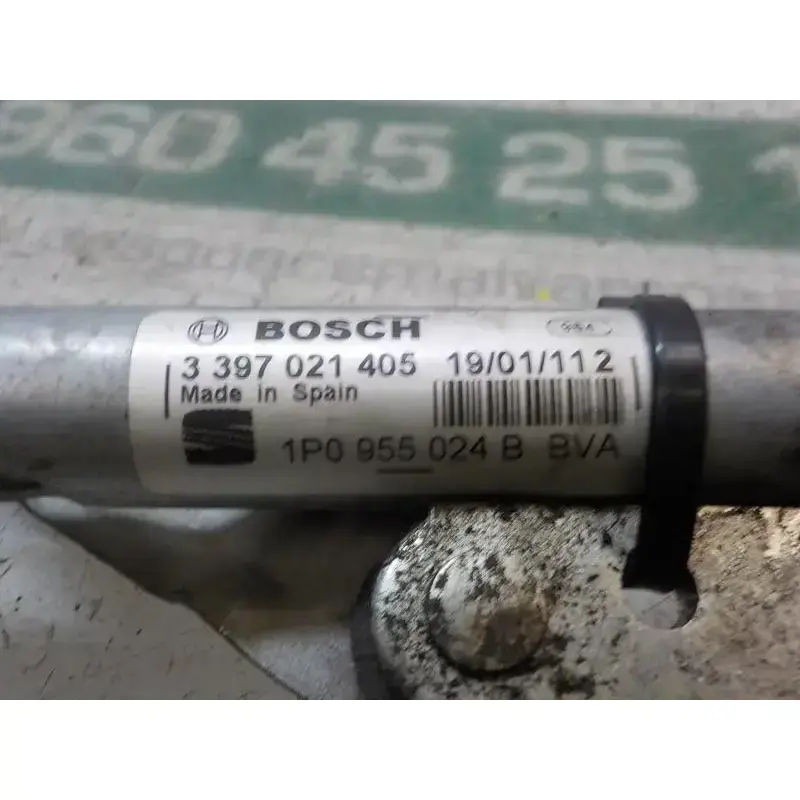 960 45 25 1
BOSCH
3 397 021 405 19/01/11 2
Made in Spain
1P0 955 024 B BVA